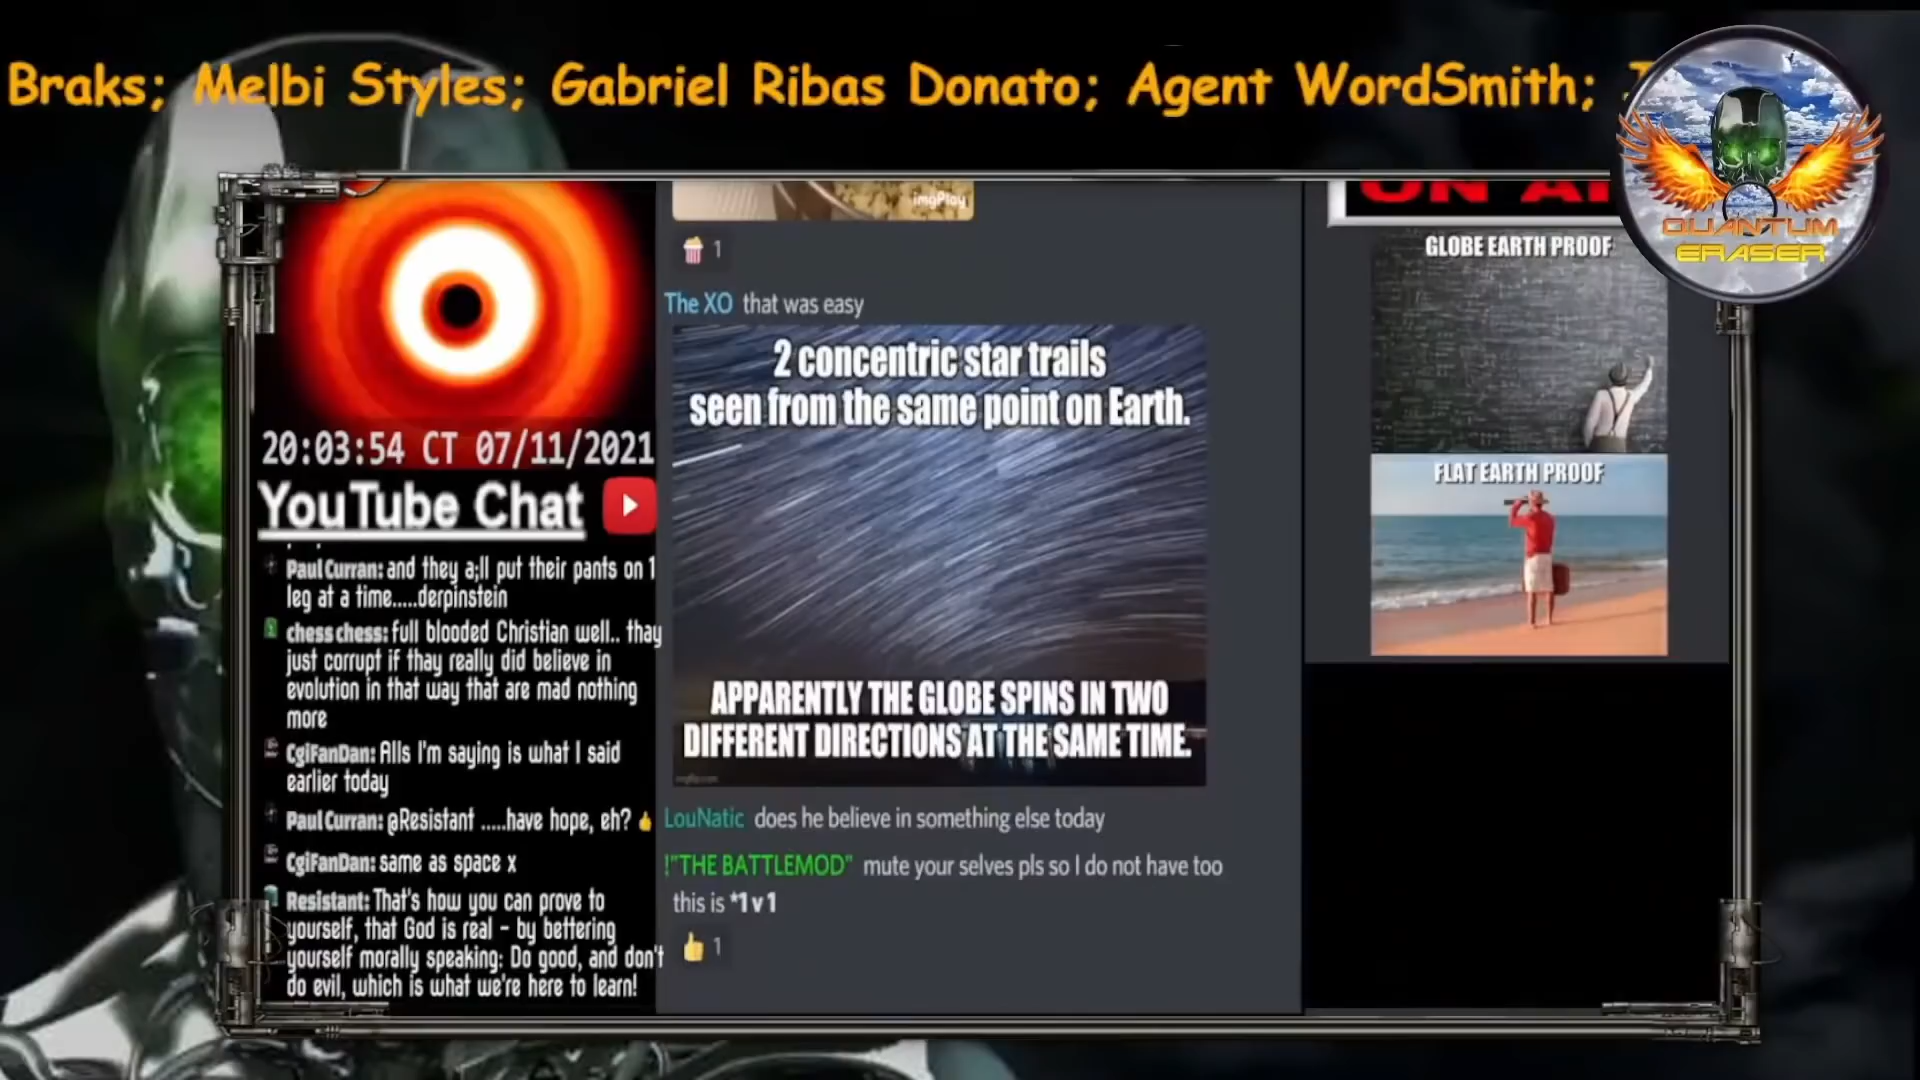 Braks; Melbi Styles; Gabriel Ribas Donato; Agent WordSmith;
QUANTUM
ERASER
20:03:54 CT 07/11/2021
YouTube Chat
Paul Curran: and they a;ll put their pants on 1
leg at a time.....derpinstein
chess chess: full blooded Christian well.. thay
just corrupt if thay really did believe in
evolution in that way that are mad nothing
more
CgiFanDan: Alls I'm saying is what I said
earlier today
Paul Curran: @Resistant .....have hope, eh? 👍
CgiFanDan: same as space x
Resistant: That's how you can prove to
yourself, that God is real - by bettering
yourself morally speaking: Do good, and don't
do evil, which is what we're here to learn!
imgPlay
🍿 1
The XO that was easy
2 concentric star trails
seen from the same point on Earth.
APPARENTLY THE GLOBE SPINS IN TWO
DIFFERENT DIRECTIONS AT THE SAME TIME.
LouNatic does he believe in something else today
!"THE BATTLEMOD" mute your selves pls so I do not have too
this is *1 v 1
👍 1
ON AI
GLOBE EARTH PROOF
FLAT EARTH PROOF